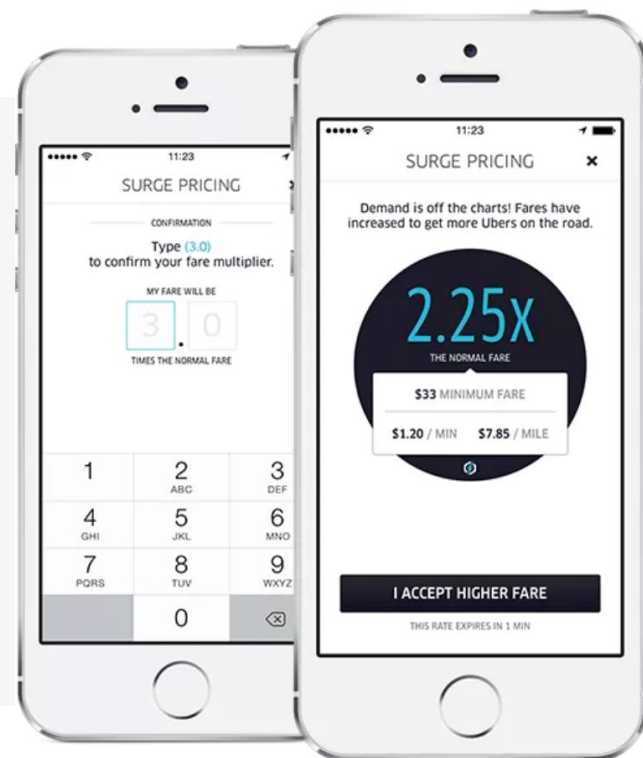 11:23
SURGE PRICING
CONFIRMATION
Type (3.0)
to confirm your fare multiplier.
MY FARE WILL BE
3 . 0
TIMES THE NORMAL FARE
1
2
ABC
3
DEF
4
GHI
5
JKL
6
MNO
7
PQRS
8
TUV
9
WXYZ
0
11:23
SURGE PRICING
Demand is off the charts! Fares have
increased to get more Ubers on the road.
2.25x
THE NORMAL FARE
$33 MINIMUM FARE
$1.20 / MIN $7.85 / MILE
I ACCEPT HIGHER FARE
THIS RATE EXPIRES IN 1 MIN